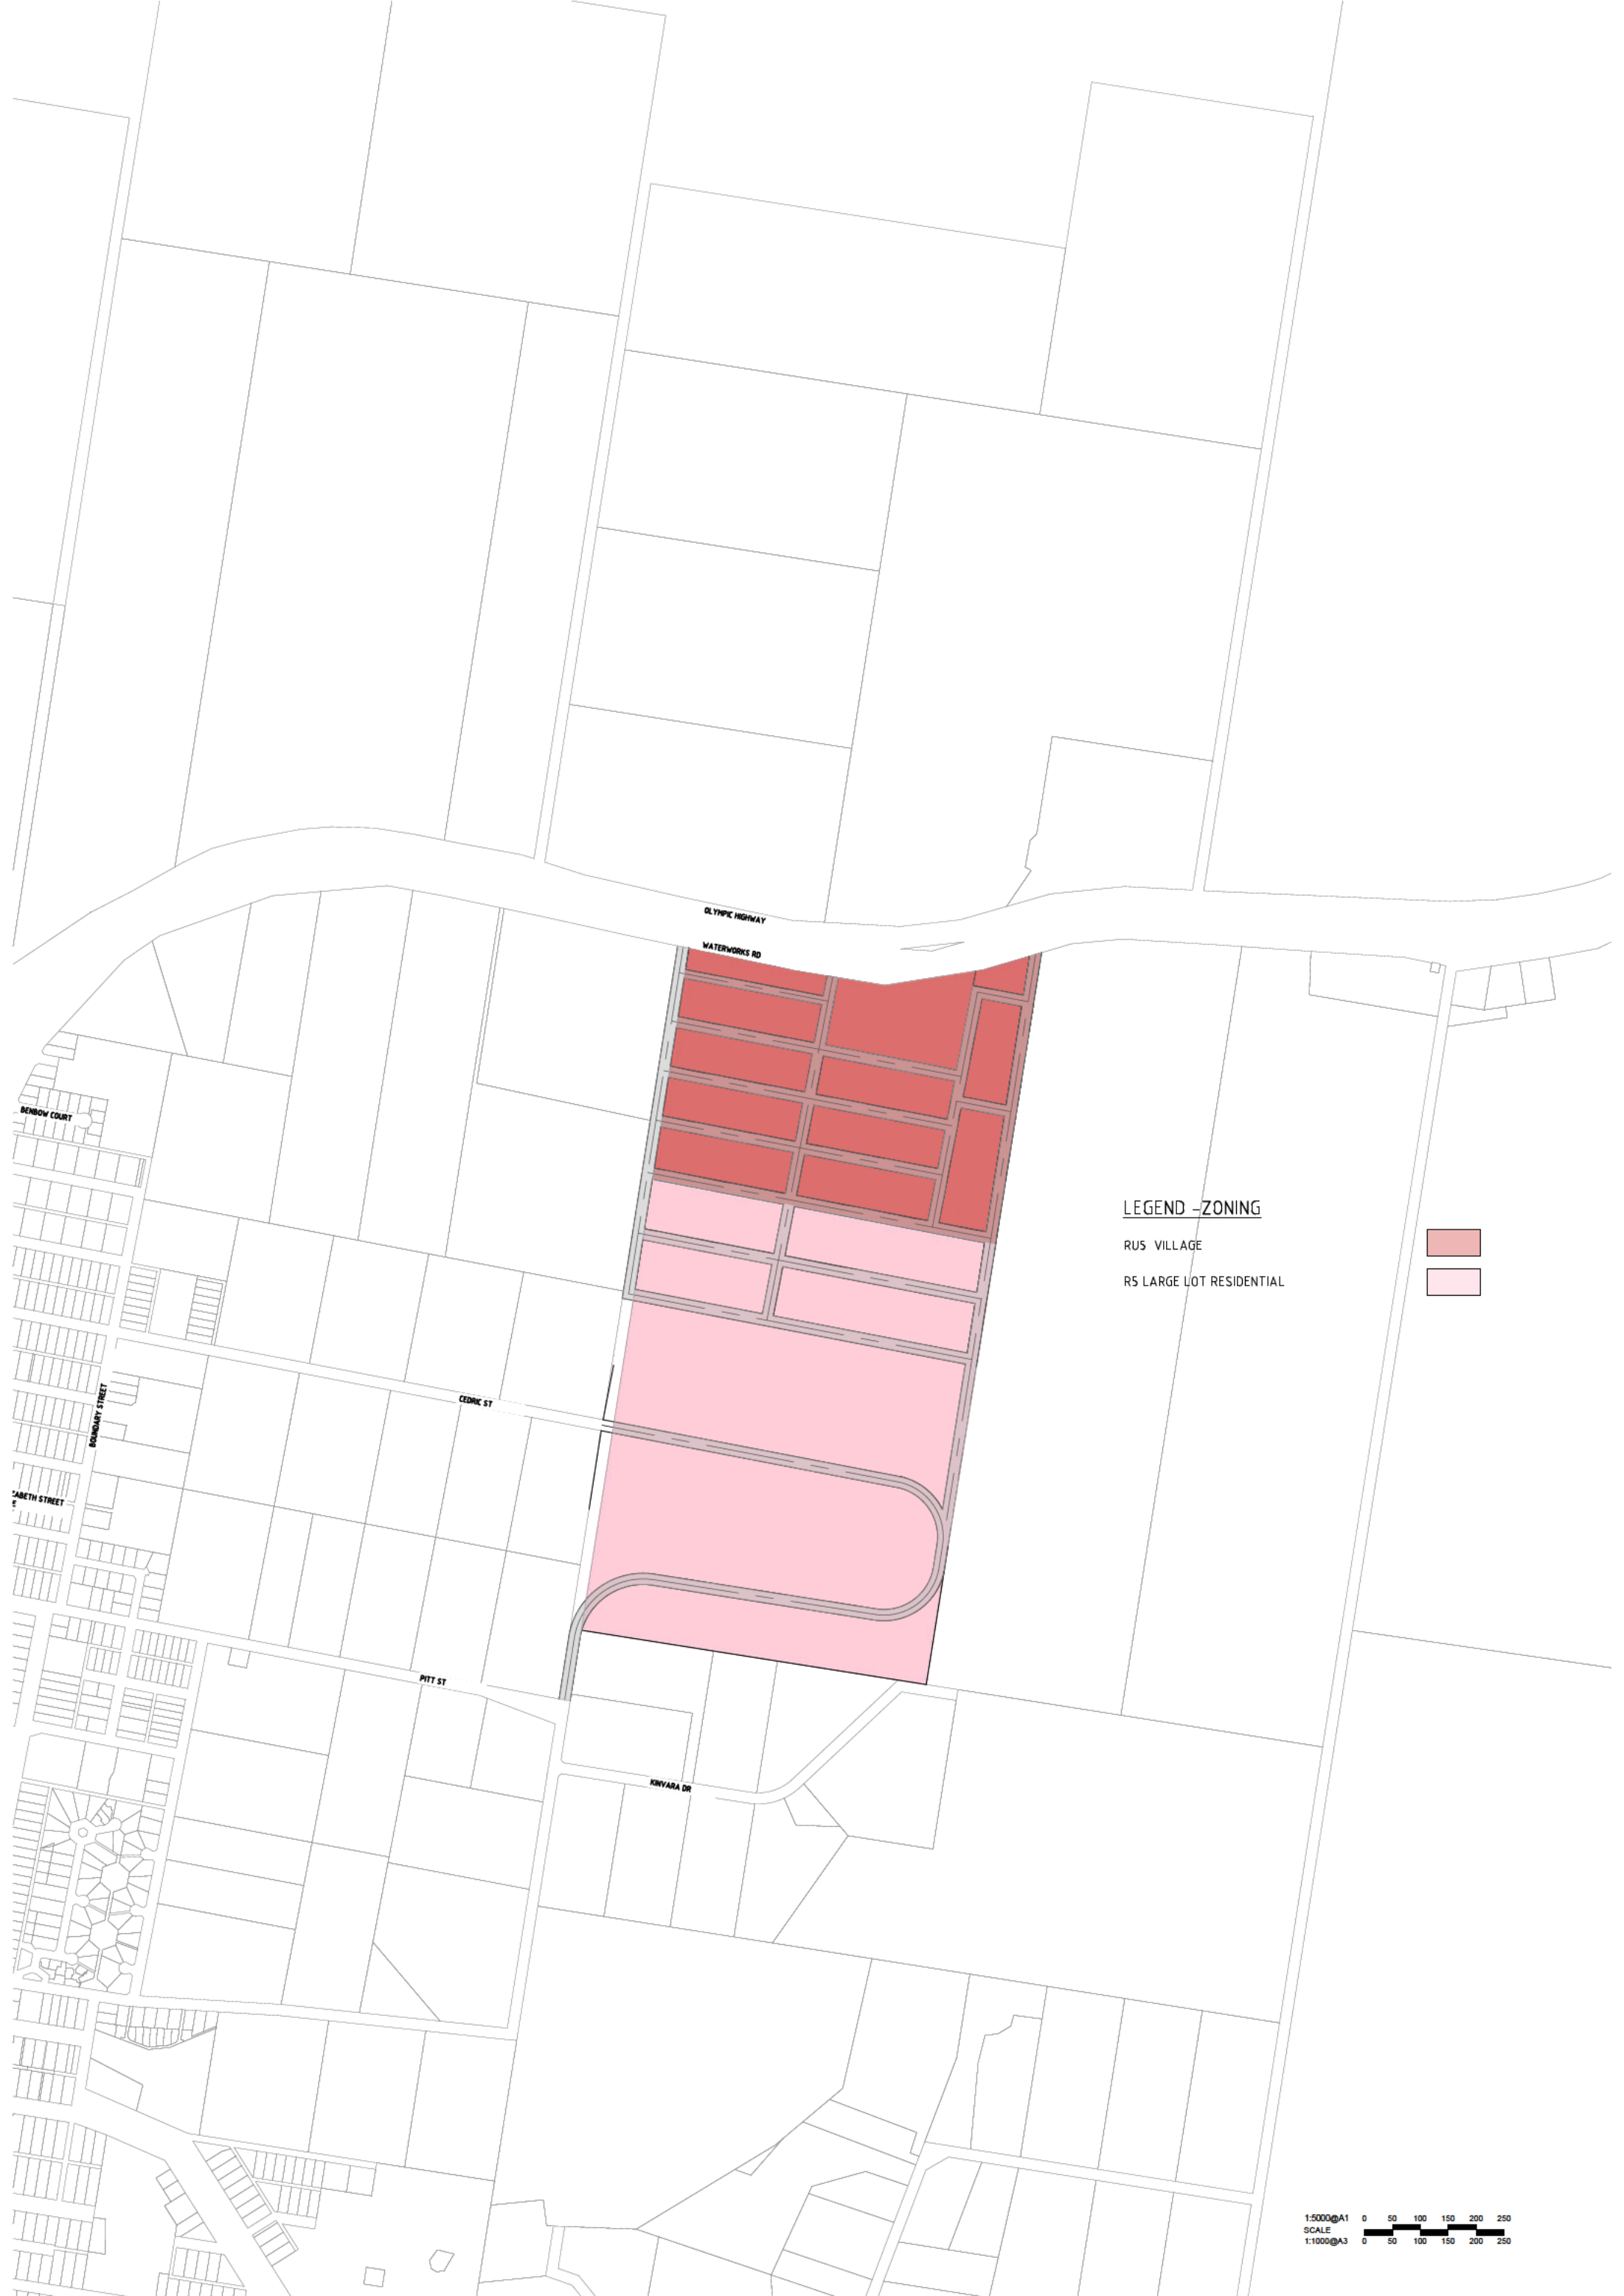 OLYMPIC HIGHWAY
WATERWORKS RD
BENBOW COURT
LEGEND -ZONING
RU5 VILLAGE
R5 LARGE LOT RESIDENTIAL
BOUNDARY STREET
CEDRIC ST
ZABETH STREET
PITT ST
KINVARA DR
1:5000@A1 0 50 100 150 200 250
SCALE
1:1000@A3 0 50 100 150 200 250